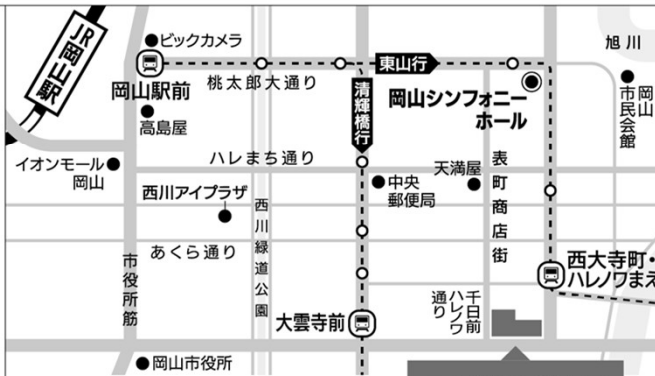 JR岡山駅
ビックカメラ
旭川
東山行
岡山駅前
桃太郎大通り
清輝橋行
岡山シンフォニー
ホール
岡山
市民会館
高島屋
イオンモール
岡山
ハレまち通り
天満屋
表町商店街
中央
郵便局
西川アイプラザ
西川緑道公園
あくら通り
市役所筋
西大寺町・
ハレノワまえ
千日前
ハレノワ
通り
大雲寺前
岡山市役所